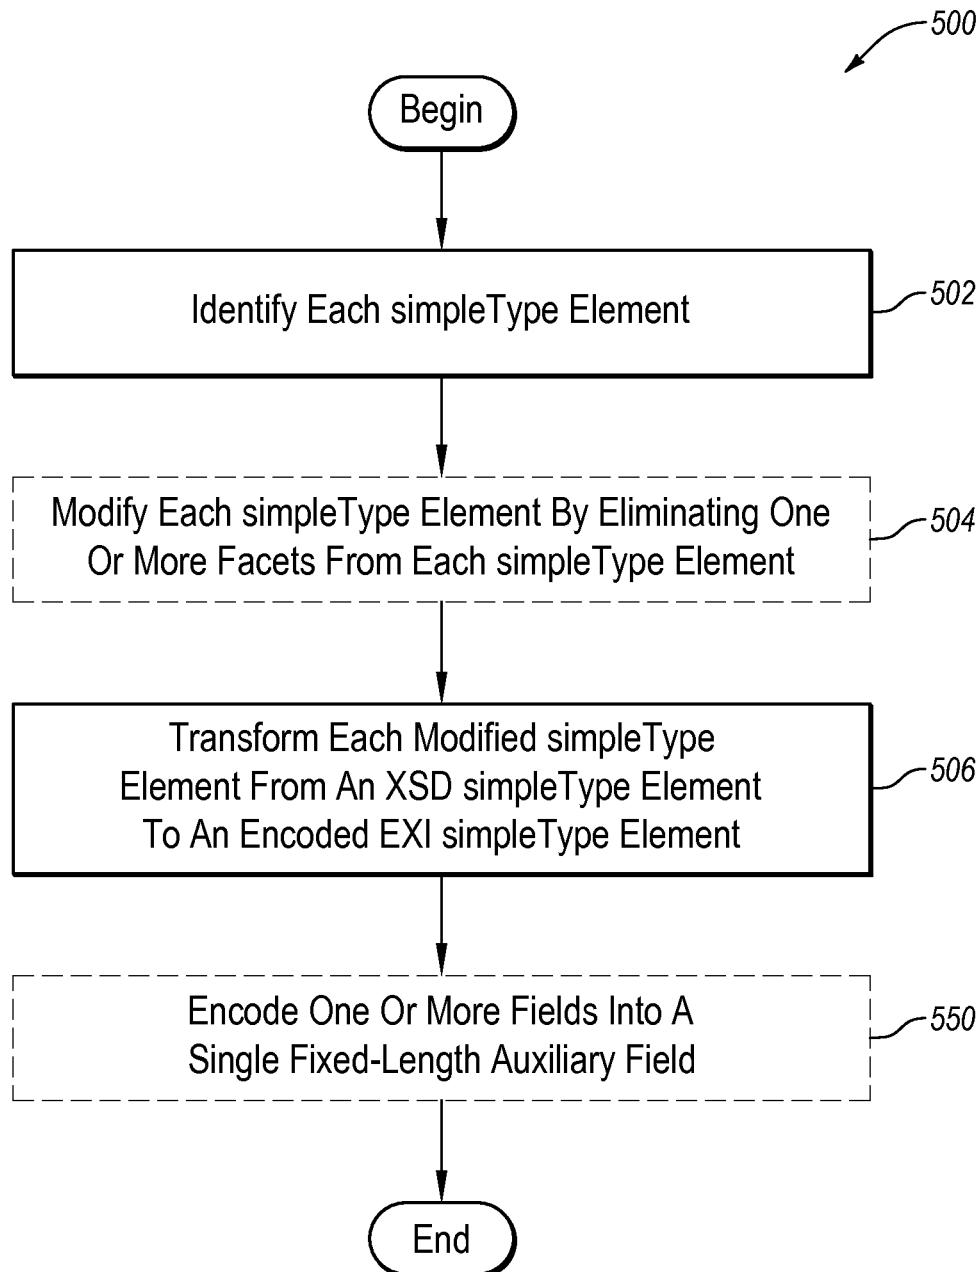 500
Begin
Identify Each simpleType Element
502
Modify Each simpleType Element By Eliminating One
Or More Facets From Each simpleType Element
504
Transform Each Modified simpleType
Element From An XSD simpleType Element
To An Encoded EXI simpleType Element
506
Encode One Or More Fields Into A
Single Fixed-Length Auxiliary Field
550
End